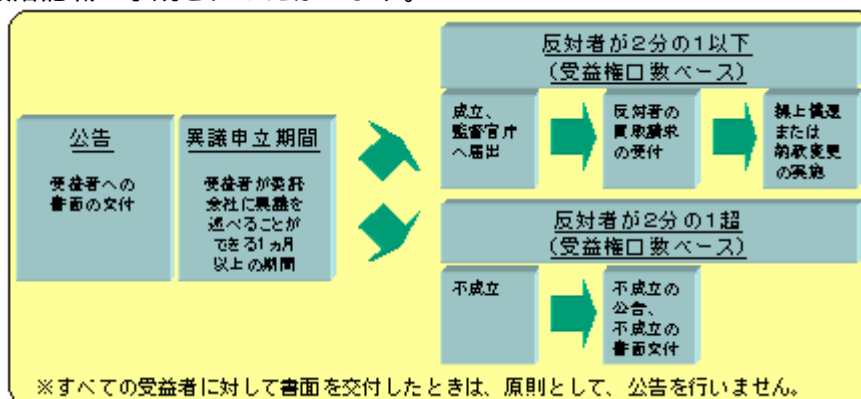 反対者が2分の1以下
(受益権口数ベース)
公告
受益者への
書面の交付
異議申立期間
受益者が委託
会社に異議を
述べることが
できる1ヵ月
以上の期間
成立、
監督官庁
へ届出
反対者の
買取請求
の受付
繰上償還
または
約款変更
の実施
反対者が2分の1超
(受益権口数ベース)
不成立
不成立の
公告、
不成立の
書面交付
※すべての受益者に対して書面を交付したときは、原則として、公告を行いません。